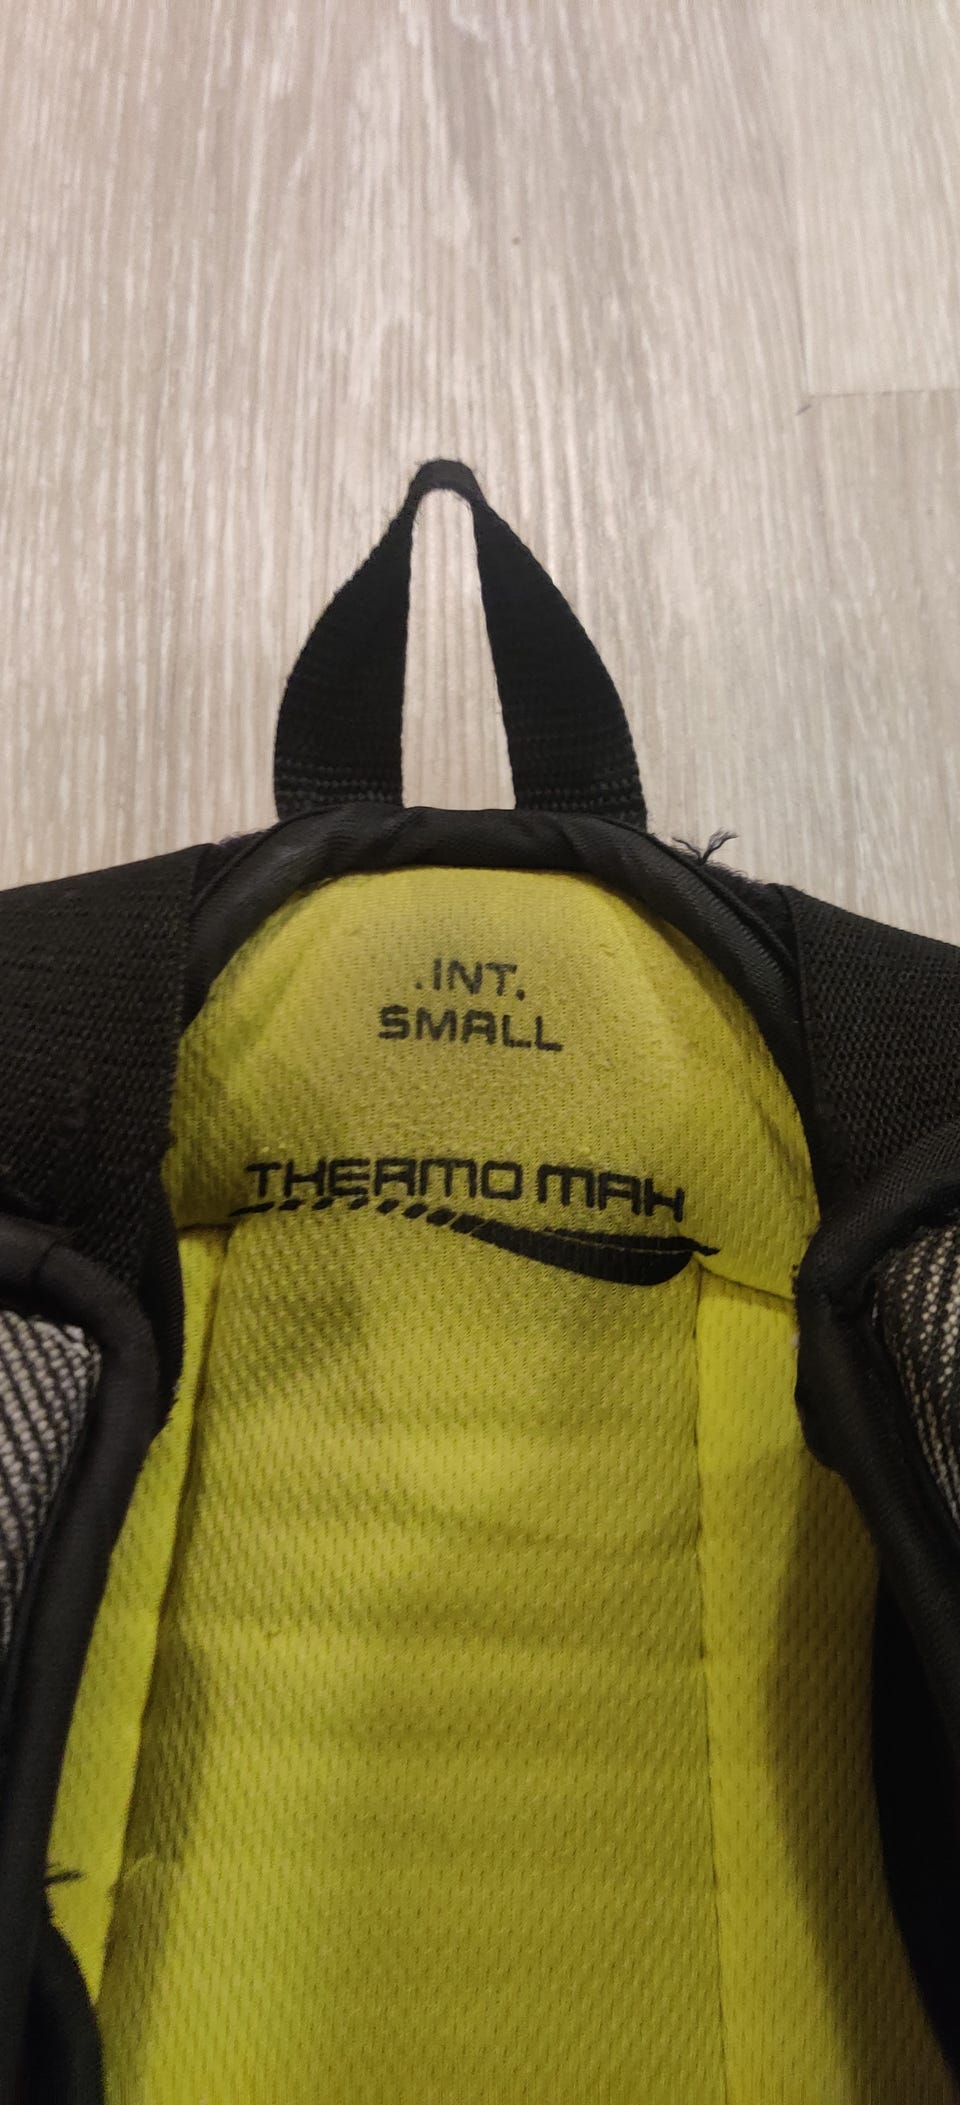 .INT.
SMALL
THERMO MAX